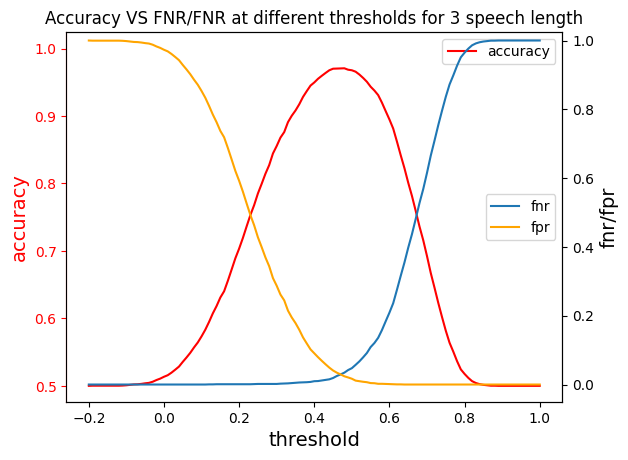 Accuracy VS FNR/FNR at different thresholds for 3 speech length
accuracy
1.0
0.9
0.8
0.7
0.6
0.5
accuracy
fnr
fpr
1.0
0.8
0.6
0.4
0.2
0.0
fnr/fpr
−0.2 0.0 0.2 0.4 0.6 0.8 1.0
threshold